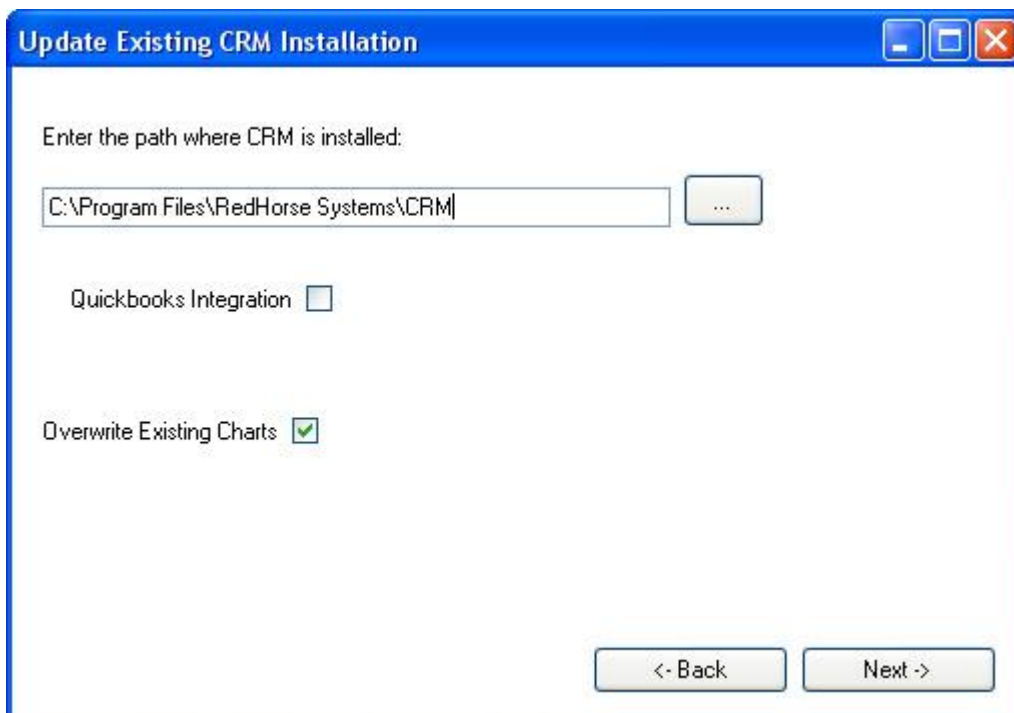 Update Existing CRM Installation
Enter the path where CRM is installed:
C:\Program Files\RedHorse Systems\CRM
...
Quickbooks Integration
Overwrite Existing Charts
<- Back
Next ->